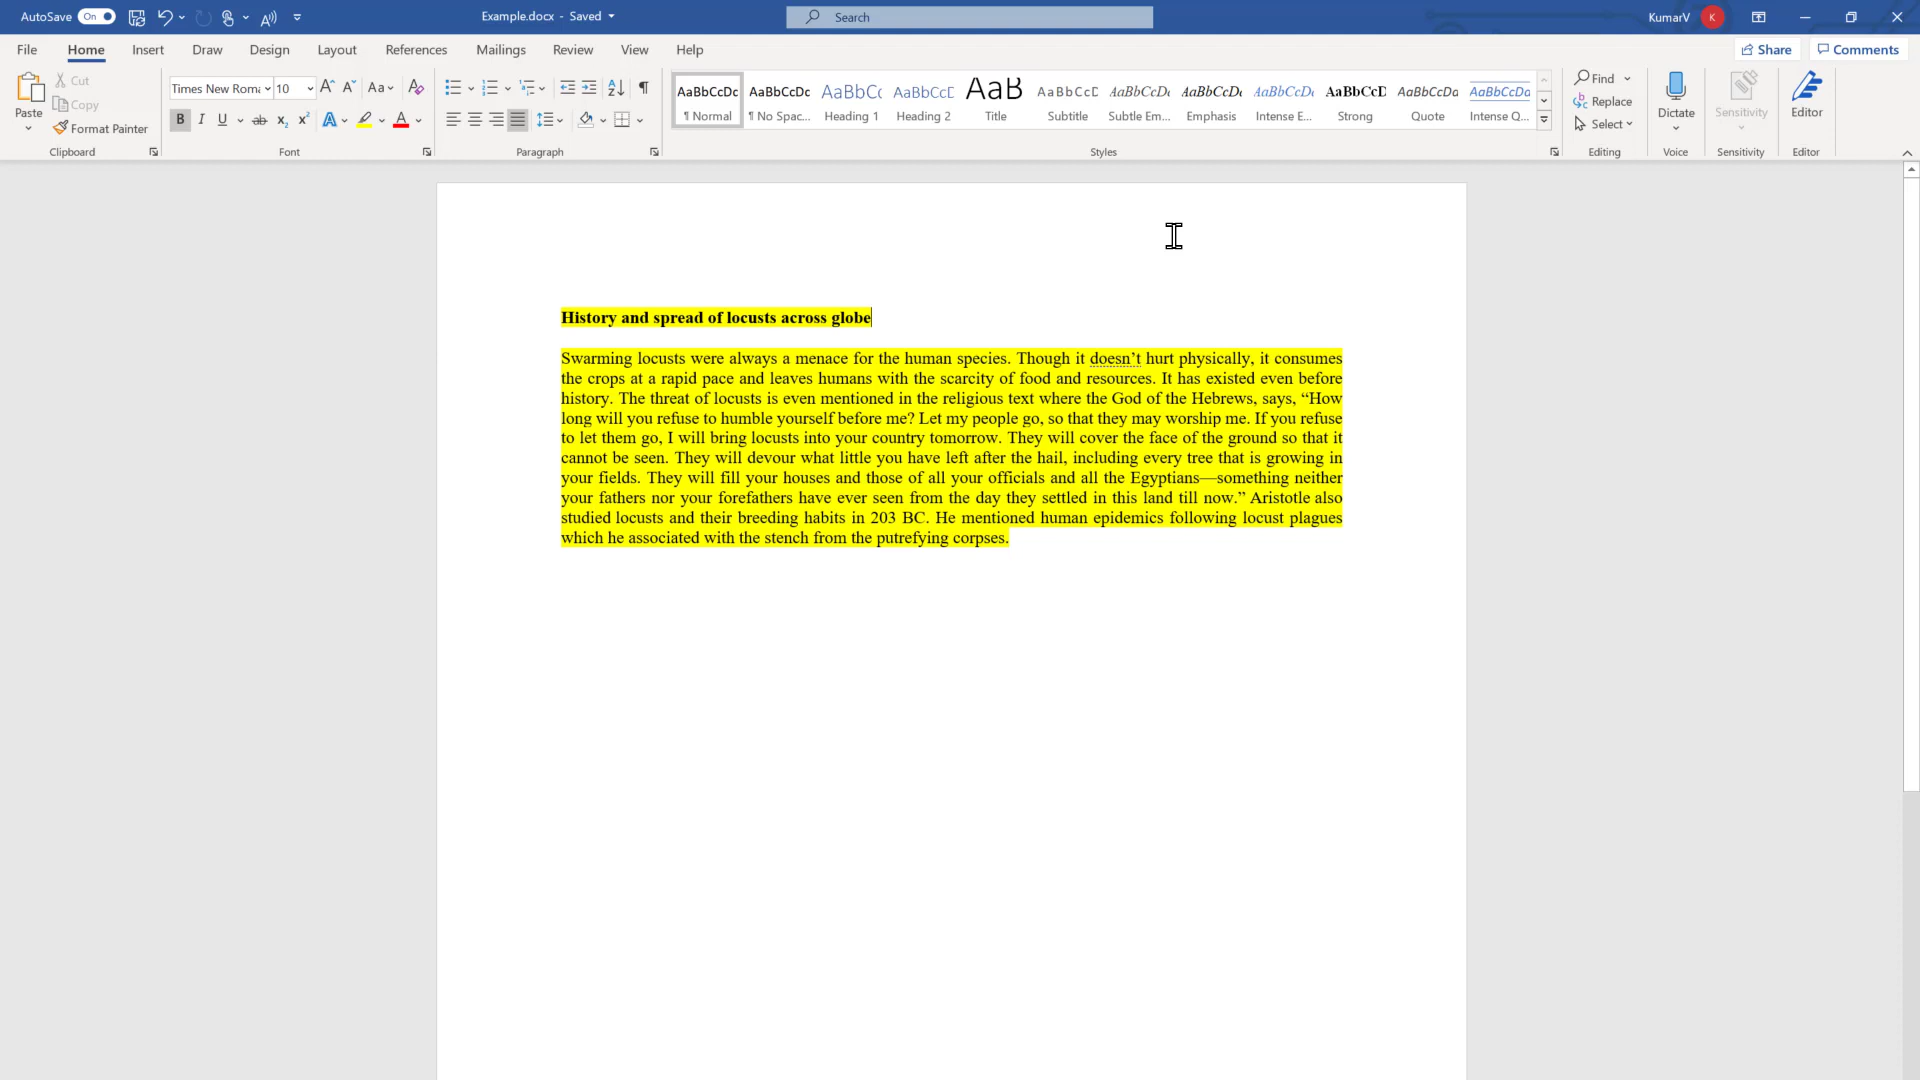 AutoSave On Example.docx - Saved Search KumarV K
File Home Insert Draw Design Layout References Mailings Review View Help Share Comments
Paste Cut Copy Format Painter Clipboard
Times New Roma 10 Aa B I U ab x₂ x² A A Font
Paragraph
AaBbCcDc AaBbCcDc AaBbCc AaBbCcD AaB AaBbCcD AaBbCcDc AaBbCcDc AaBbCcDc AaBbCcD AaBbCcDc AaBbCcDc
¶ Normal ¶ No Spac... Heading 1 Heading 2 Title Subtitle Subtle Em... Emphasis Intense E... Strong Quote Intense Q...
Styles
Find Replace Select Editing
Dictate Voice
Sensitivity Sensitivity
Editor Editor
History and spread of locusts across globe
Swarming locusts were always a menace for the human species. Though it doesn’t hurt physically, it consumes
the crops at a rapid pace and leaves humans with the scarcity of food and resources. It has existed even before
history. The threat of locusts is even mentioned in the religious text where the God of the Hebrews, says, “How
long will you refuse to humble yourself before me? Let my people go, so that they may worship me. If you refuse
to let them go, I will bring locusts into your country tomorrow. They will cover the face of the ground so that it
cannot be seen. They will devour what little you have left after the hail, including every tree that is growing in
your fields. They will fill your houses and those of all your officials and all the Egyptians—something neither
your fathers nor your forefathers have ever seen from the day they settled in this land till now.” Aristotle also
studied locusts and their breeding habits in 203 BC. He mentioned human epidemics following locust plagues
which he associated with the stench from the putrefying corpses.